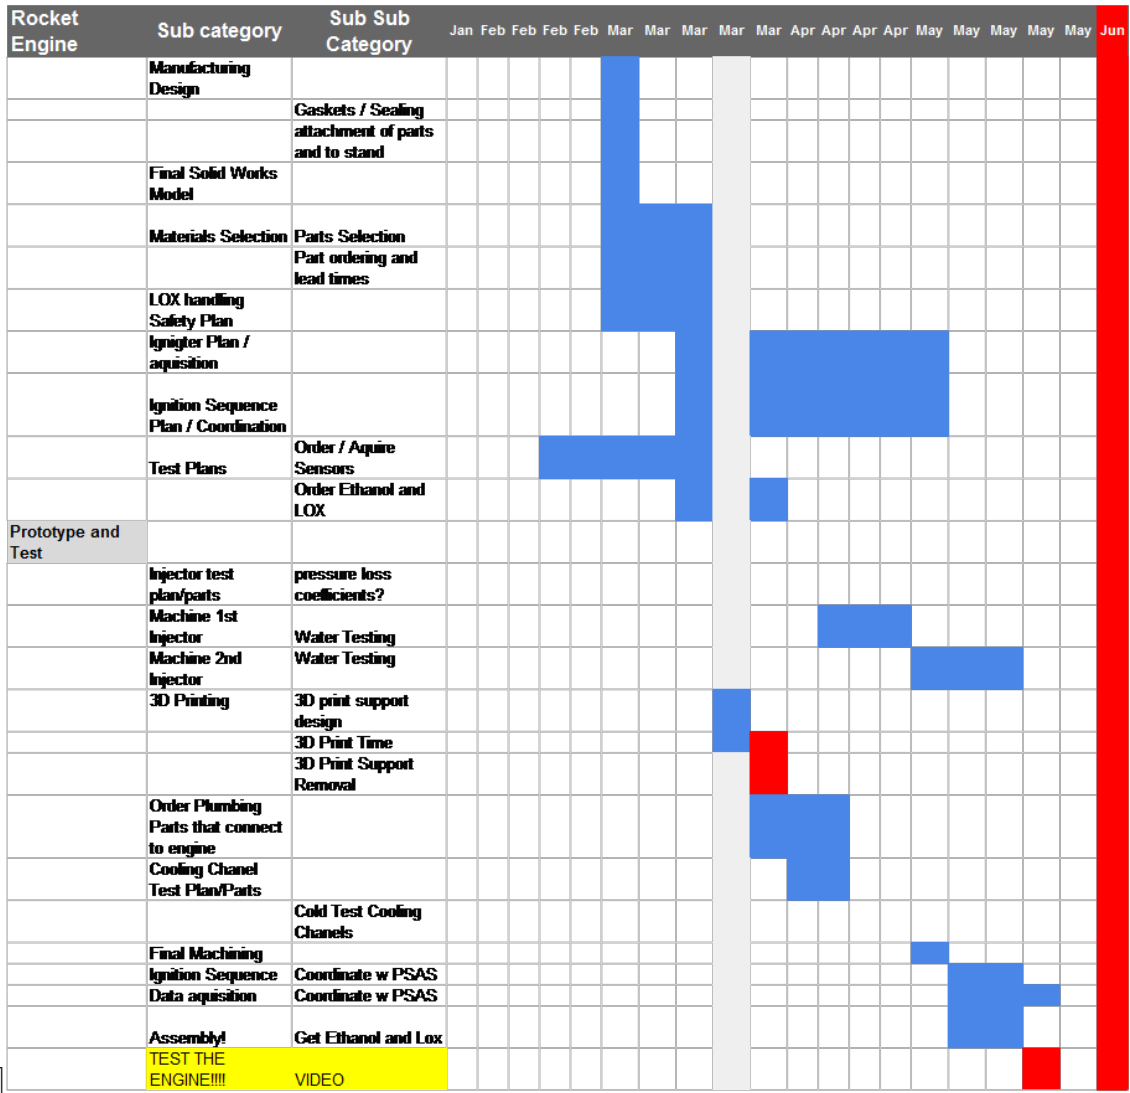 Rocket Engine Sub category Sub Sub Category Jan Feb Feb Feb Feb Mar Mar Mar Mar Mar Apr Apr Apr Apr May May May May May Jun
Manufacturing
Design
Gaskets / Sealing
attachment of parts
and to stand
Final Solid Works
Model
Materials Selection Parts Selection
Part ordering and
lead times
LOX handling
Safety Plan
Ignigter Plan /
aquisition
Ignition Sequence
Plan / Coordination
Test Plans
Order / Aquire
Sensors
Order Ethanol and
LOX
Prototype and
Test
Injector test
plan/parts
pressure loss
coefficients?
Machine 1st
Injector
Water Testing
Machine 2nd
Injector
Water Testing
3D Printing
3D print support
design
3D Print Time
3D Print Support
Removal
Order Plumbing
Parts that connect
to engine
Cooling Chanel
Test Plan/Parts
Cold Test Cooling
Chanels
Final Machining
Ignition Sequence Coordinate w PSAS
Data aquisition Coordinate w PSAS
Assembly! Get Ethanol and Lox
TEST THE
ENGINE!!!!
VIDEO